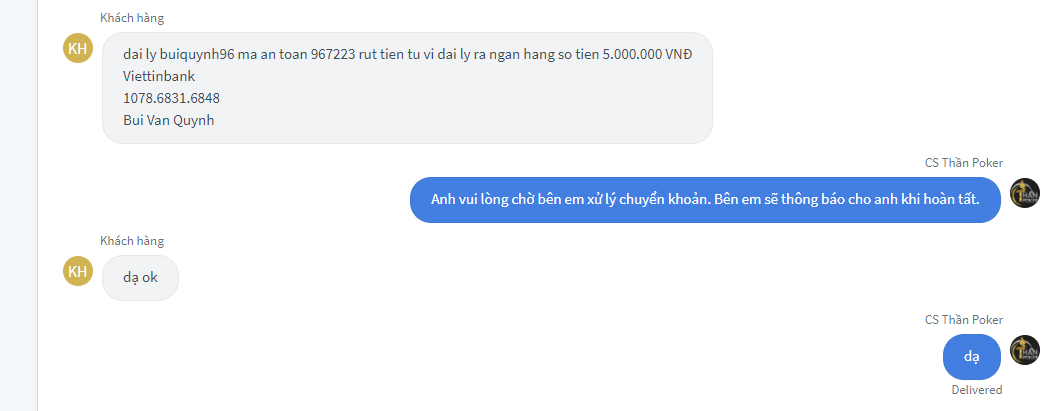 Khách hàng
KH
dai ly buiquynh96 ma an toan 967223 rut tien tu vi dai ly ra ngan hang so tien 5.000.000 VNĐ
Viettinbank
1078.6831.6848
Bui Van Quynh
CS Thần Poker
Anh vui lòng chờ bên em xử lý chuyển khoản. Bên em sẽ thông báo cho anh khi hoàn tất.
Khách hàng
KH
dạ ok
CS Thần Poker
dạ
Delivered